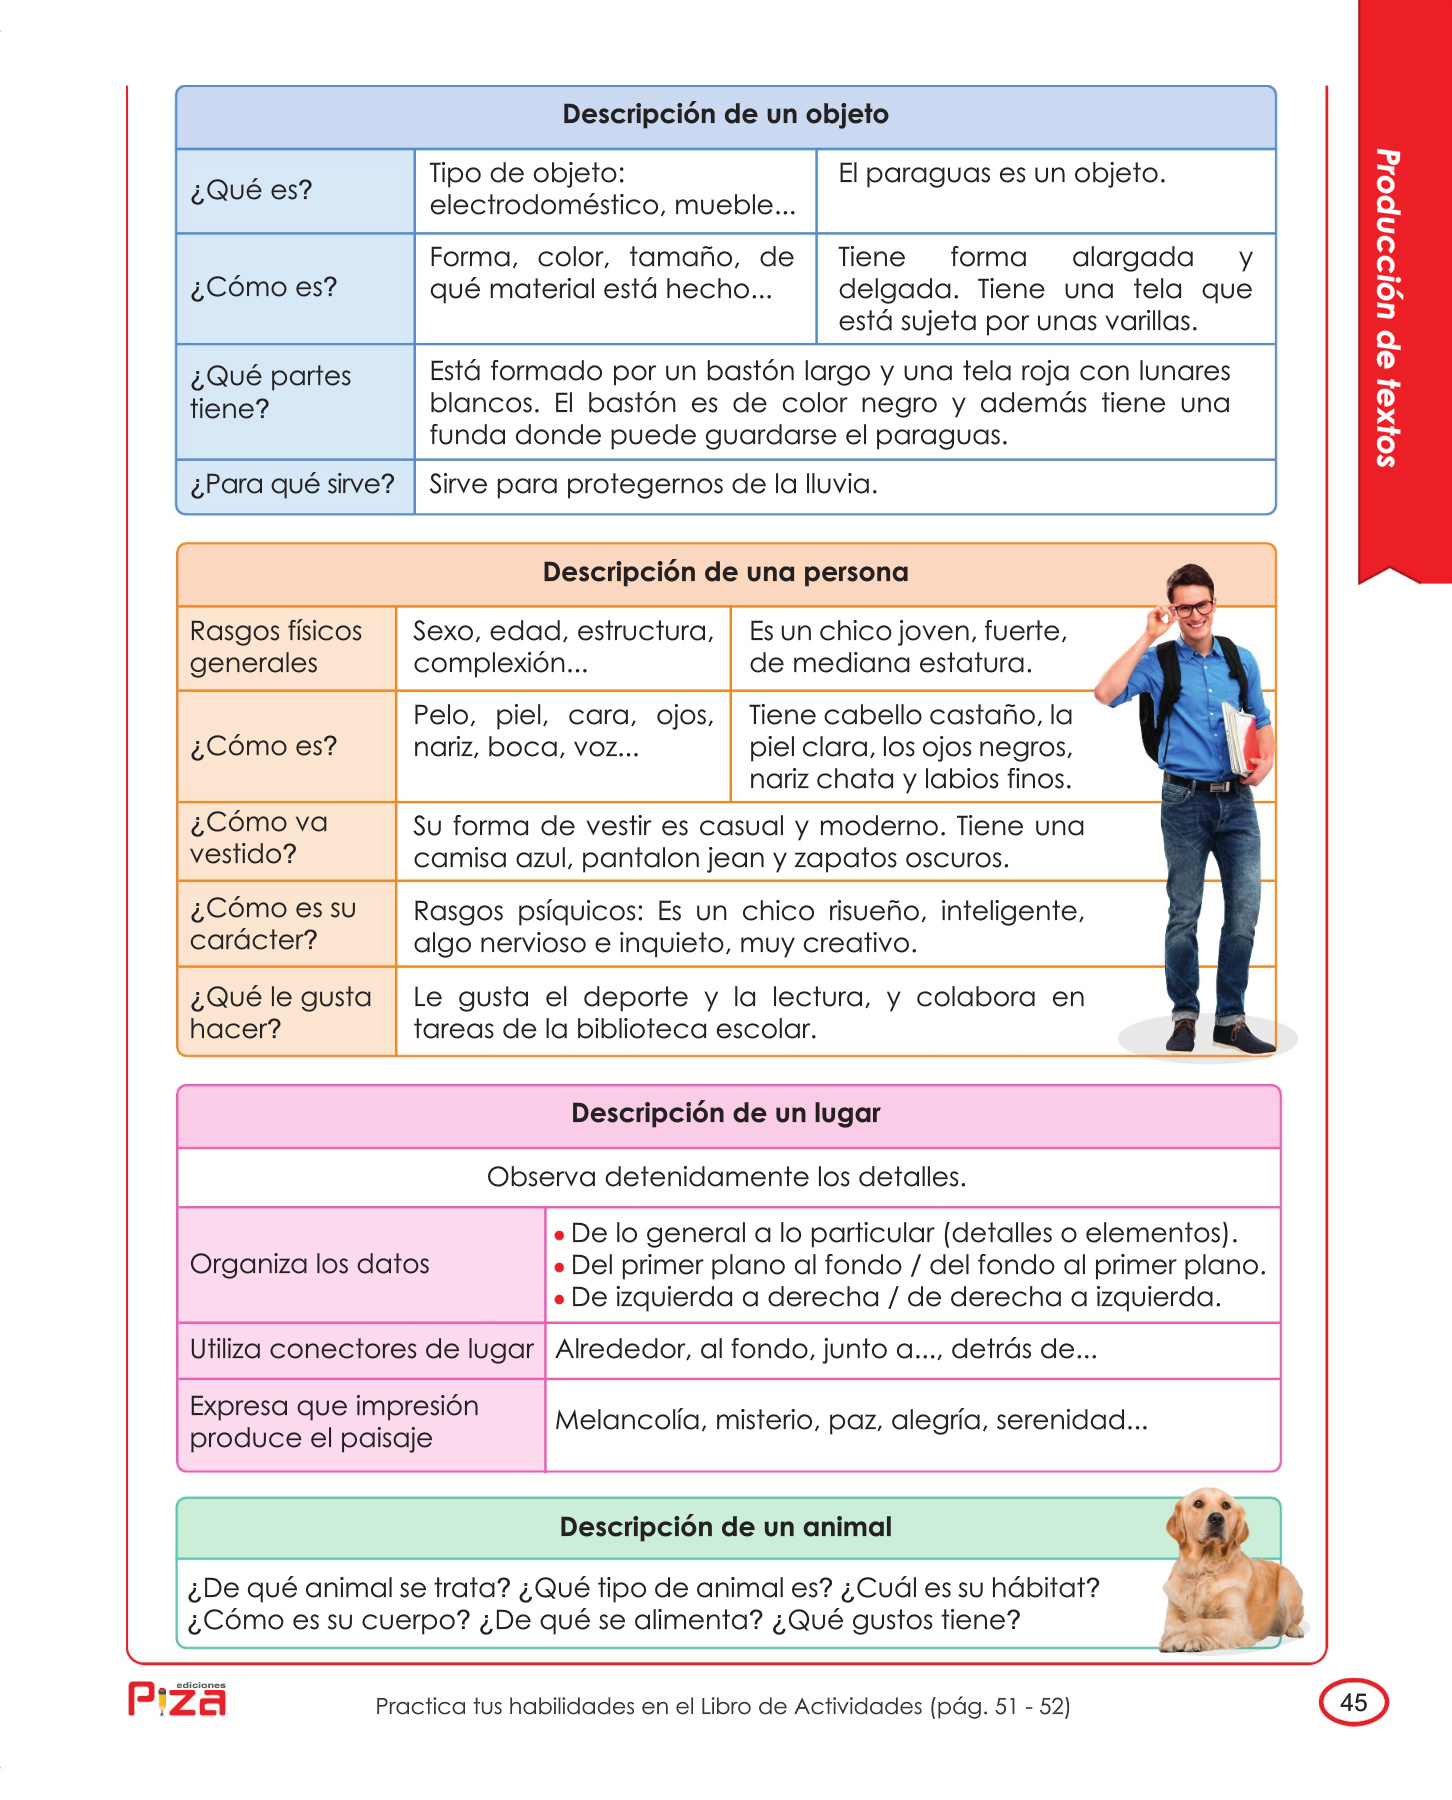 Producción de textos
Descripción de un objeto
¿Qué es?
Tipo de objeto:
electrodoméstico, mueble...
El paraguas es un objeto.
¿Cómo es?
Forma, color, tamaño, de
qué material está hecho...
Tiene forma alargada y
delgada. Tiene una tela que
está sujeta por unas varillas.
¿Qué partes
tiene?
Está formado por un bastón largo y una tela roja con lunares
blancos. El bastón es de color negro y además tiene una
funda donde puede guardarse el paraguas.
¿Para qué sirve?
Sirve para protegernos de la lluvia.
Descripción de una persona
Rasgos físicos
generales
Sexo, edad, estructura,
complexión...
Es un chico joven, fuerte,
de mediana estatura.
¿Cómo es?
Pelo, piel, cara, ojos,
nariz, boca, voz...
Tiene cabello castaño, la
piel clara, los ojos negros,
nariz chata y labios finos.
¿Cómo va
vestido?
Su forma de vestir es casual y moderno. Tiene una
camisa azul, pantalon jean y zapatos oscuros.
¿Cómo es su
carácter?
Rasgos psíquicos: Es un chico risueño, inteligente,
algo nervioso e inquieto, muy creativo.
¿Qué le gusta
hacer?
Le gusta el deporte y la lectura, y colabora en
tareas de la biblioteca escolar.
Descripción de un lugar
Observa detenidamente los detalles.
Organiza los datos
• De lo general a lo particular (detalles o elementos).
• Del primer plano al fondo / del fondo al primer plano.
• De izquierda a derecha / de derecha a izquierda.
Utiliza conectores de lugar
Alrededor, al fondo, junto a..., detrás de...
Expresa que impresión
produce el paisaje
Melancolía, misterio, paz, alegría, serenidad...
Descripción de un animal
¿De qué animal se trata? ¿Qué tipo de animal es? ¿Cuál es su hábitat?
¿Cómo es su cuerpo? ¿De qué se alimenta? ¿Qué gustos tiene?
ediciones
Piza
Practica tus habilidades en el Libro de Actividades (pág. 51 - 52)
45